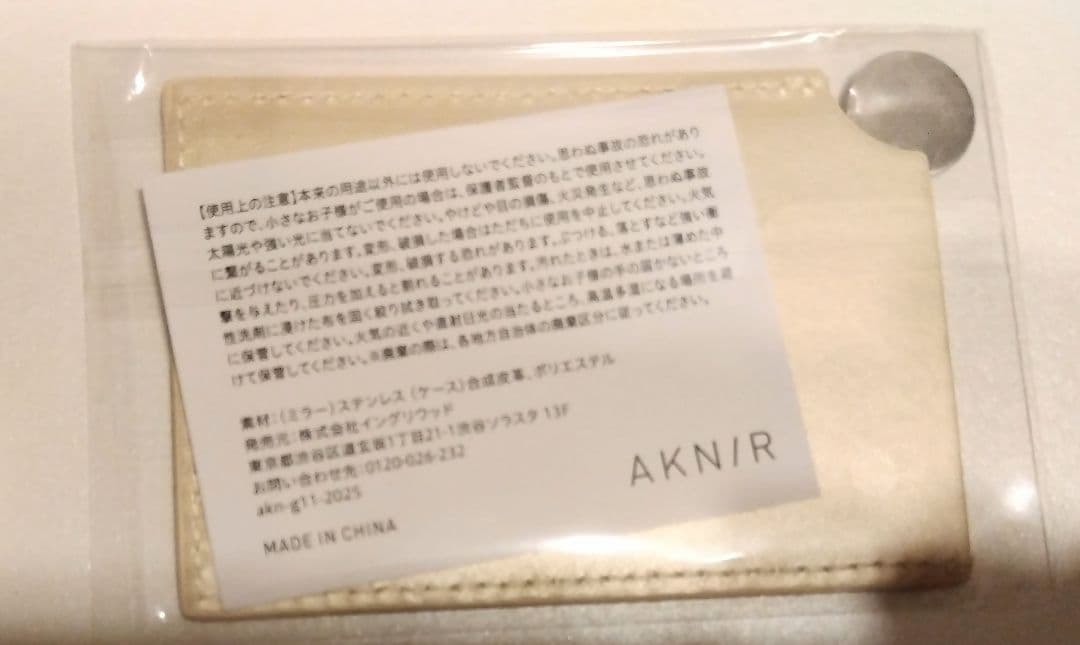 【使用上の注意】本来の用途以外には使用しないでください。思わぬ事故の恐れがあり
ますので、小さなお子様がご使用の場合は、保護者監督のもとで使用させてください。
太陽光や強い光に当てないでください。やけどや目の損傷、火災発生など、思わぬ事故
に繋がることがあります。変形、破損した場合はただちに使用を中止してください。火気
に近づけないでください。変形、破損する恐れがあります。ぶつける、落とすなど強い衝
撃を与えたり、圧力を加えると割れることがあります。汚れたときは、水または薄めた中
性洗剤に浸けた布を固く絞り拭き取ってください。小さなお子様の手の届かないところ
に保管してください。火気の近くや直射日光の当たるところ、高温多湿になる場所を避
けて保管してください。※廃棄の際は、各地方自治体の廃棄区分に従ってください。
素材：（ミラー）ステンレス （ケース）合成皮革、ポリエステル
発売元：株式会社イングリウッド
東京都渋谷区道玄坂1丁目21-1渋谷ソラスタ 13F
お問い合わせ先：0120-026-232
akn-g11-2025
MADE IN CHINA
AKN/R